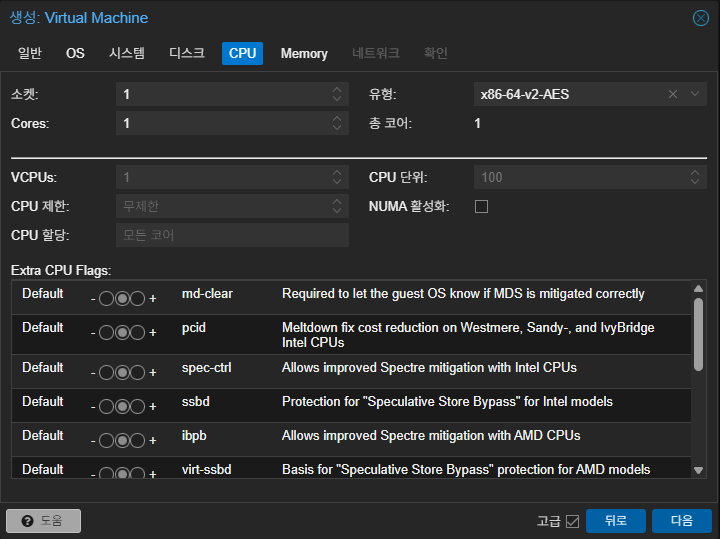 생성: Virtual Machine
일반 OS 시스템 디스크 CPU Memory 네트워크 확인
소켓: 1 유형: x86-64-v2-AES
Cores: 1 총 코어: 1
VCPUs: 1 CPU 단위: 100
CPU 제한: 무제한 NUMA 활성화:
CPU 할당: 모든 코어
Extra CPU Flags:
Default - + md-clear Required to let the guest OS know if MDS is mitigated correctly
Default - + pcid Meltdown fix cost reduction on Westmere, Sandy-, and IvyBridge
Intel CPUs
Default - + spec-ctrl Allows improved Spectre mitigation with Intel CPUs
Default - + ssbd Protection for "Speculative Store Bypass" for Intel models
Default - + ibpb Allows improved Spectre mitigation with AMD CPUs
Default - + virt-ssbd Basis for "Speculative Store Bypass" protection for AMD models
? 도움 고급 뒤로 다음